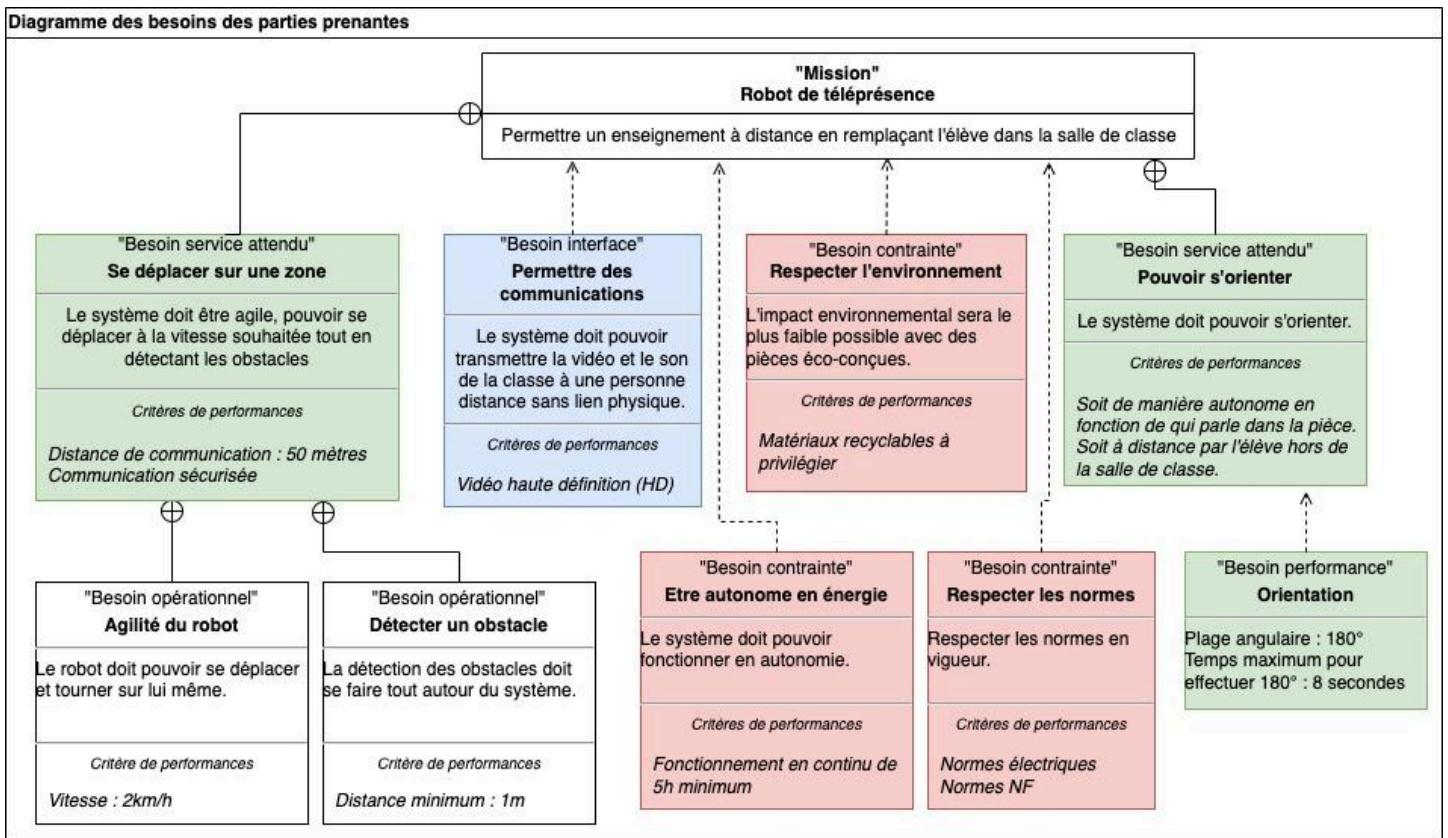 Diagramme des besoins des parties prenantes
"Mission"
Robot de téléprésence
Permettre un enseignement à distance en remplaçant l'élève dans la salle de classe
"Besoin service attendu"
Se déplacer sur une zone
Le système doit être agile, pouvoir se
déplacer à la vitesse souhaitée tout en
détectant les obstacles
Critères de performances
Distance de communication : 50 mètres
Communication sécurisée
"Besoin interface"
Permettre des
communications
Le système doit pouvoir
transmettre la vidéo et le son
de la classe à une personne
distance sans lien physique.
Critères de performances
Vidéo haute définition (HD)
"Besoin contrainte"
Respecter l'environnement
L'impact environnemental sera le
plus faible possible avec des
pièces éco-conçues.
Critères de performances
Matériaux recyclables à
privilégier
"Besoin service attendu"
Pouvoir s'orienter
Le système doit pouvoir s'orienter.
Critères de performances
Soit de manière autonome en
fonction de qui parle dans la pièce.
Soit à distance par l'élève hors de
la salle de classe.
"Besoin opérationnel"
Agilité du robot
Le robot doit pouvoir se déplacer
et tourner sur lui même.
Critère de performances
Vitesse : 2km/h
"Besoin opérationnel"
Détecter un obstacle
La détection des obstacles doit
se faire tout autour du système.
Critère de performances
Distance minimum : 1m
"Besoin contrainte"
Etre autonome en énergie
Le système doit pouvoir
fonctionner en autonomie.
Critères de performances
Fonctionnement en continu de
5h minimum
"Besoin contrainte"
Respecter les normes
Respecter les normes en
vigueur.
Critères de performances
Normes électriques
Normes NF
"Besoin performance"
Orientation
Plage angulaire : 180°
Temps maximum pour
effectuer 180° : 8 secondes